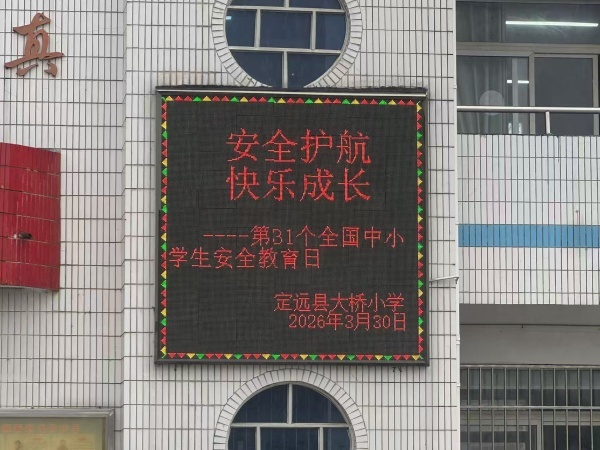 真
安全护航
快乐成长
----第31个全国中小
学生安全教育日
定远县大桥小学
2026年3月30日